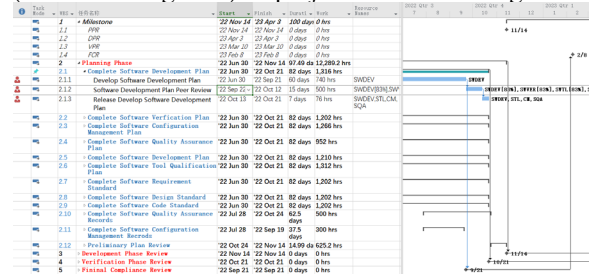 Task Mode WBS 任务名称 Start Finish Durati Work Resource Names 2022 Qtr 3 2022 Qtr 4 2023 Qtr 1
7 8 9 10 11 12 1 2
1 Milestone '22 Nov 14 '23 Apr 3 100 days 0 hrs
1.1 PPR '22 Nov 14 '22 Nov 14 0 days 0 hrs 11/14
1.2 DPR '23 Apr 3 '23 Apr 3 0 days 0 hrs
1.3 VPR '23 Mar 10 '23 Mar 10 0 days 0 hrs
1.4 FCR '23 Feb 8 '23 Feb 8 0 days 0 hrs 2/8
2 Planning Phase '22 Jun 30 '22 Nov 14 97.49 days 12,289.2 hrs
2.1 Complete Software Development Plan '22 Jun 30 '22 Oct 21 82 days 1,316 hrs
2.1.1 Develop Software Development Plan '22 Jun 30 '22 Sep 21 60 days 740 hrs SWDEV SWDEV
2.1.2 Software Development Plan Peer Review '22 Sep 22 '22 Oct 12 15 days 500 hrs SWDEV[83%],SW
2.1.3 Release Develop Software Development Plan '22 Oct 13 '22 Oct 21 7 days 76 hrs SWDEV,STL,CM, SQA SWDEV,STL,CM,SQA
2.2 Complete Software Verfication Plan '22 Jun 30 '22 Oct 21 82 days 1,202 hrs
2.3 Complete Software Configuration Management Plan '22 Jun 30 '22 Oct 21 82 days 1,266 hrs
2.4 Complete Software Quality Assurance Plan '22 Jun 30 '22 Oct 21 82 days 952 hrs
2.5 Complete Software Development Plan '22 Jun 30 '22 Oct 21 82 days 1,210 hrs
2.6 Complete Software Tool Qualification Plan '22 Jun 30 '22 Oct 21 82 days 1,312 hrs
2.7 Complete Software Requirement Standard '22 Jun 30 '22 Oct 21 82 days 1,202 hrs
2.8 Complete Software Design Standard '22 Jun 30 '22 Oct 21 82 days 1,202 hrs
2.9 Complete Software Code Standard '22 Jun 30 '22 Oct 21 82 days 1,202 hrs
2.10 Complete Software Quality Assurance Records '22 Jul 28 '22 Oct 24 62.5 days 500 hrs
2.11 Complete Software Configuration Management Records '22 Jul 28 '22 Sep 19 37.5 days 300 hrs
2.12 Preliminary Plan Review '22 Oct 24 '22 Nov 14 14.99 days 625.2 hrs
3 Development Phase Review '22 Nov 14 '22 Nov 14 0 days 0 hrs 11/14
4 Verification Phase Review '22 Oct 21 '22 Oct 21 0 days 0 hrs 10/21
5 Fininal Compliance Review '22 Sep 21 '22 Sep 21 0 days 0 hrs 9/21